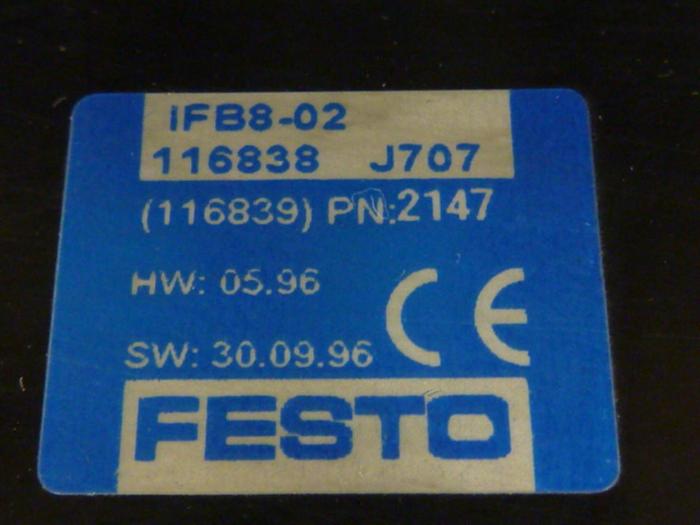 IFB8-02
116838 J707
(116839) PN:2147
HW: 05.96
SW: 30.09.96
CE
FESTO